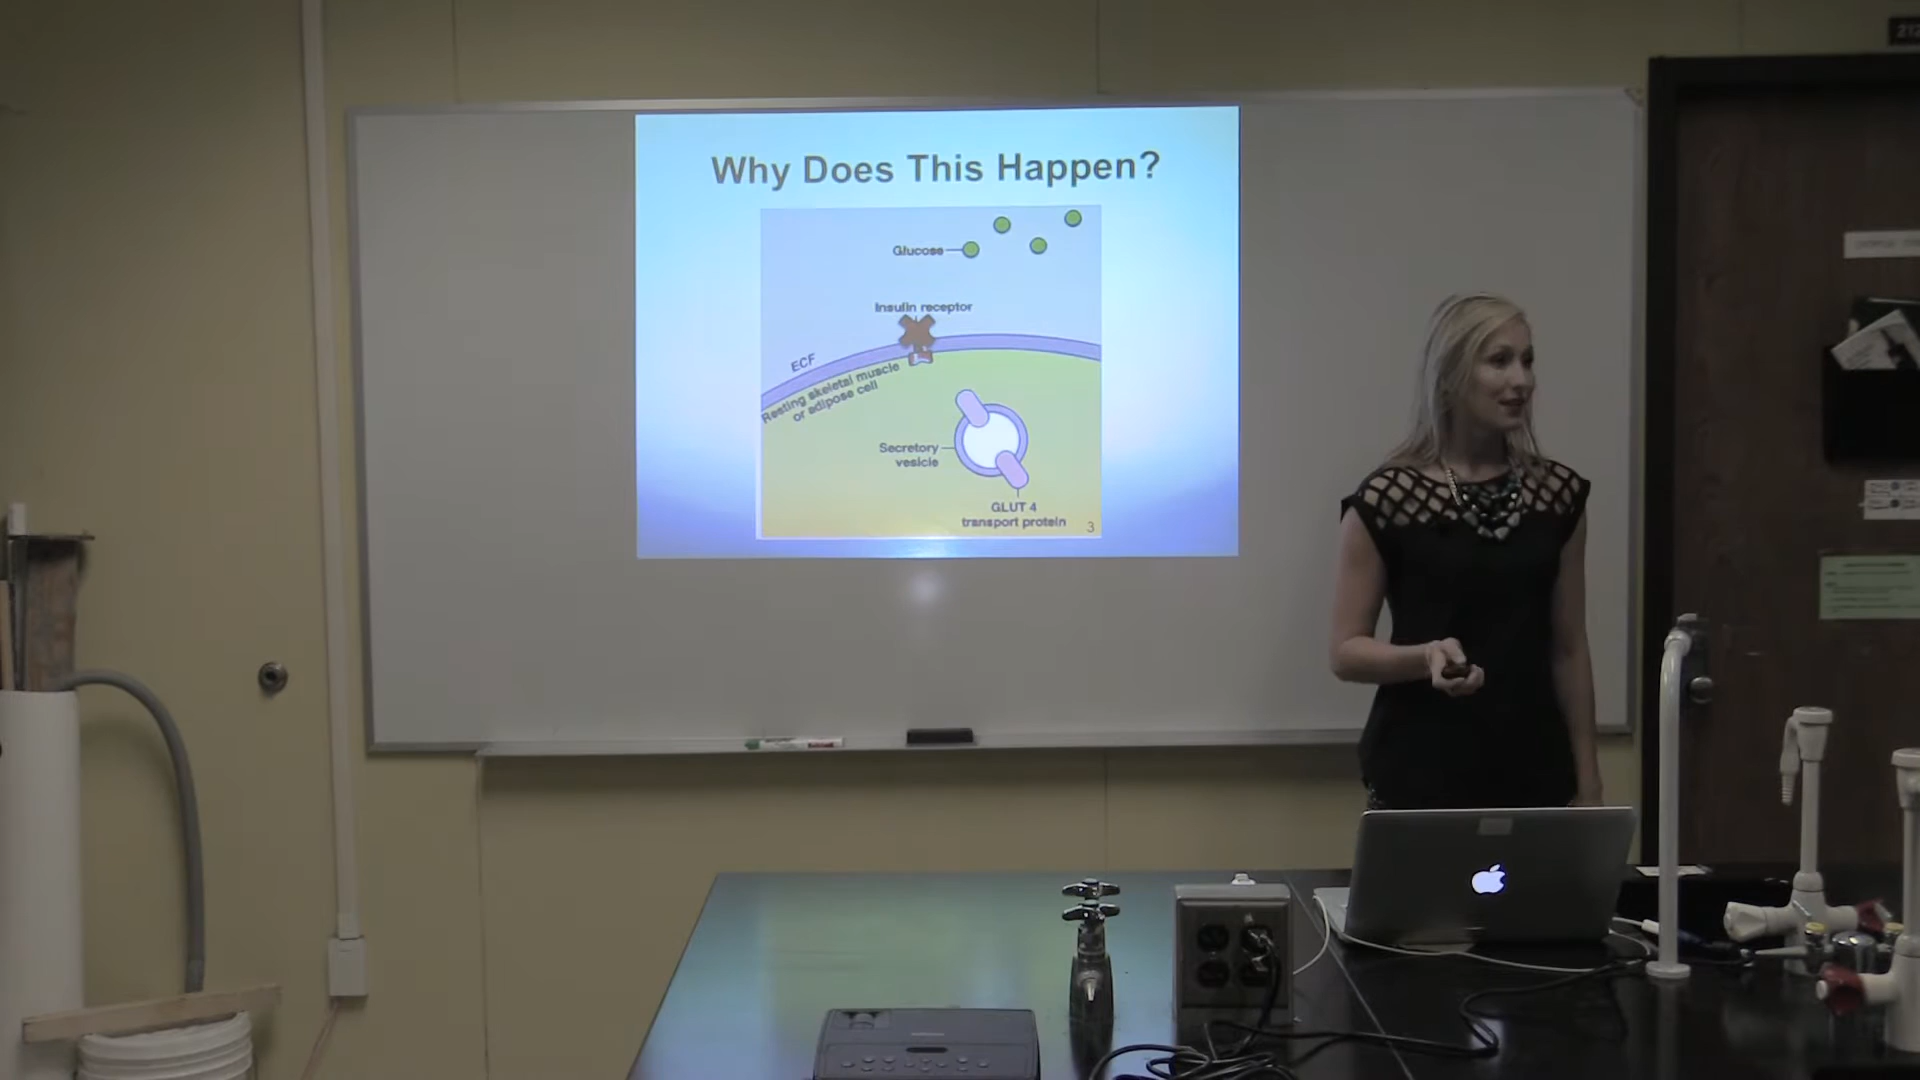 Why Does This Happen?
Glucose
Insulin receptor
ECF
Resting skeletal muscle
or adipose cell
Secretory
vesicle
GLUT 4
transport protein
3
212